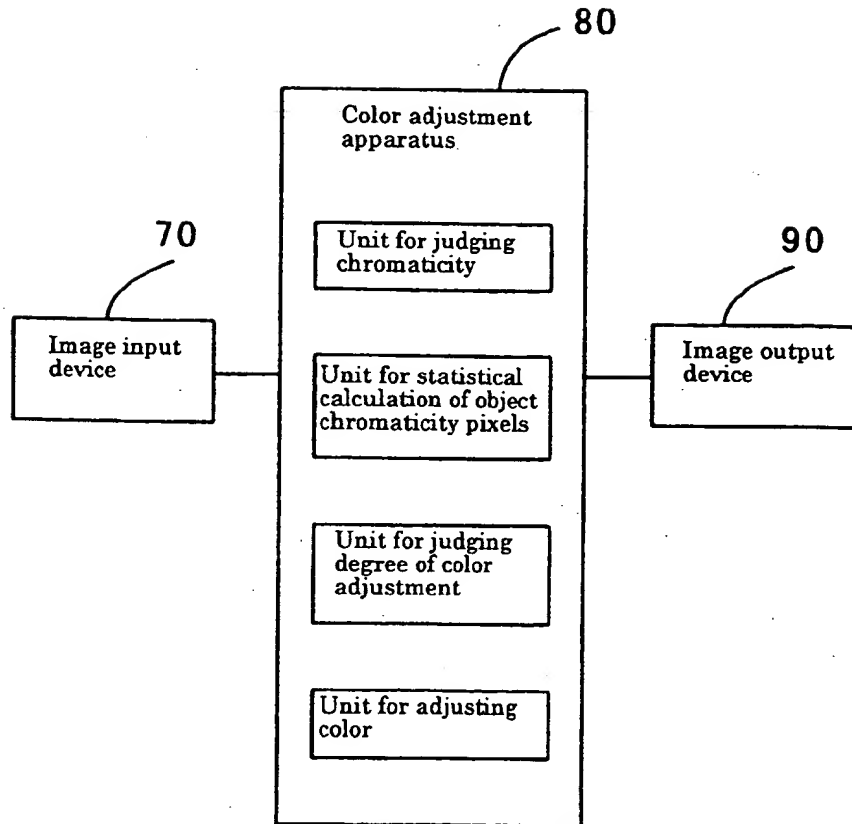 80
Color adjustment
apparatus
70
Unit for judging
chromaticity
90
Image input
device
Unit for statistical
calculation of object
chromaticity pixels
Image output
device
Unit for judging
degree of color
adjustment
Unit for adjusting
color